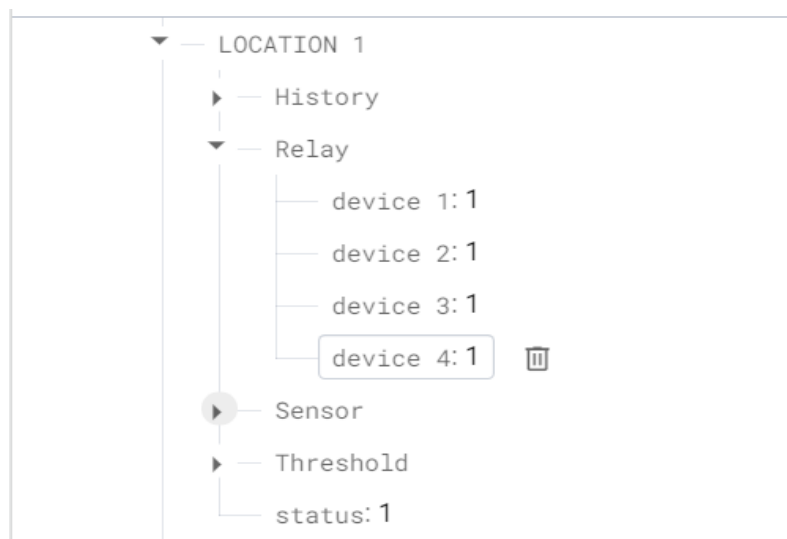 LOCATION 1
History
Relay
device 1: 1
device 2: 1
device 3: 1
device 4: 1
Sensor
Threshold
status: 1